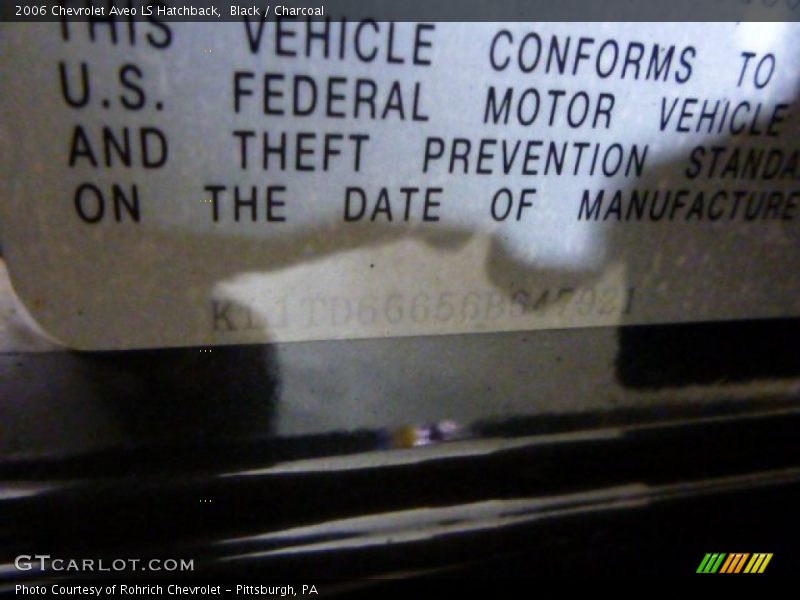 2006 Chevrolet Aveo LS Hatchback, Black / Charcoal
THIS VEHICLE CONFORMS TO
U.S. FEDERAL MOTOR VEHICLE
AND THEFT PREVENTION STANDA
ON THE DATE OF MANUFACTURE
KL1TD66656B647921
GTCARLOT.COM
Photo Courtesy of Rohrich Chevrolet - Pittsburgh, PA